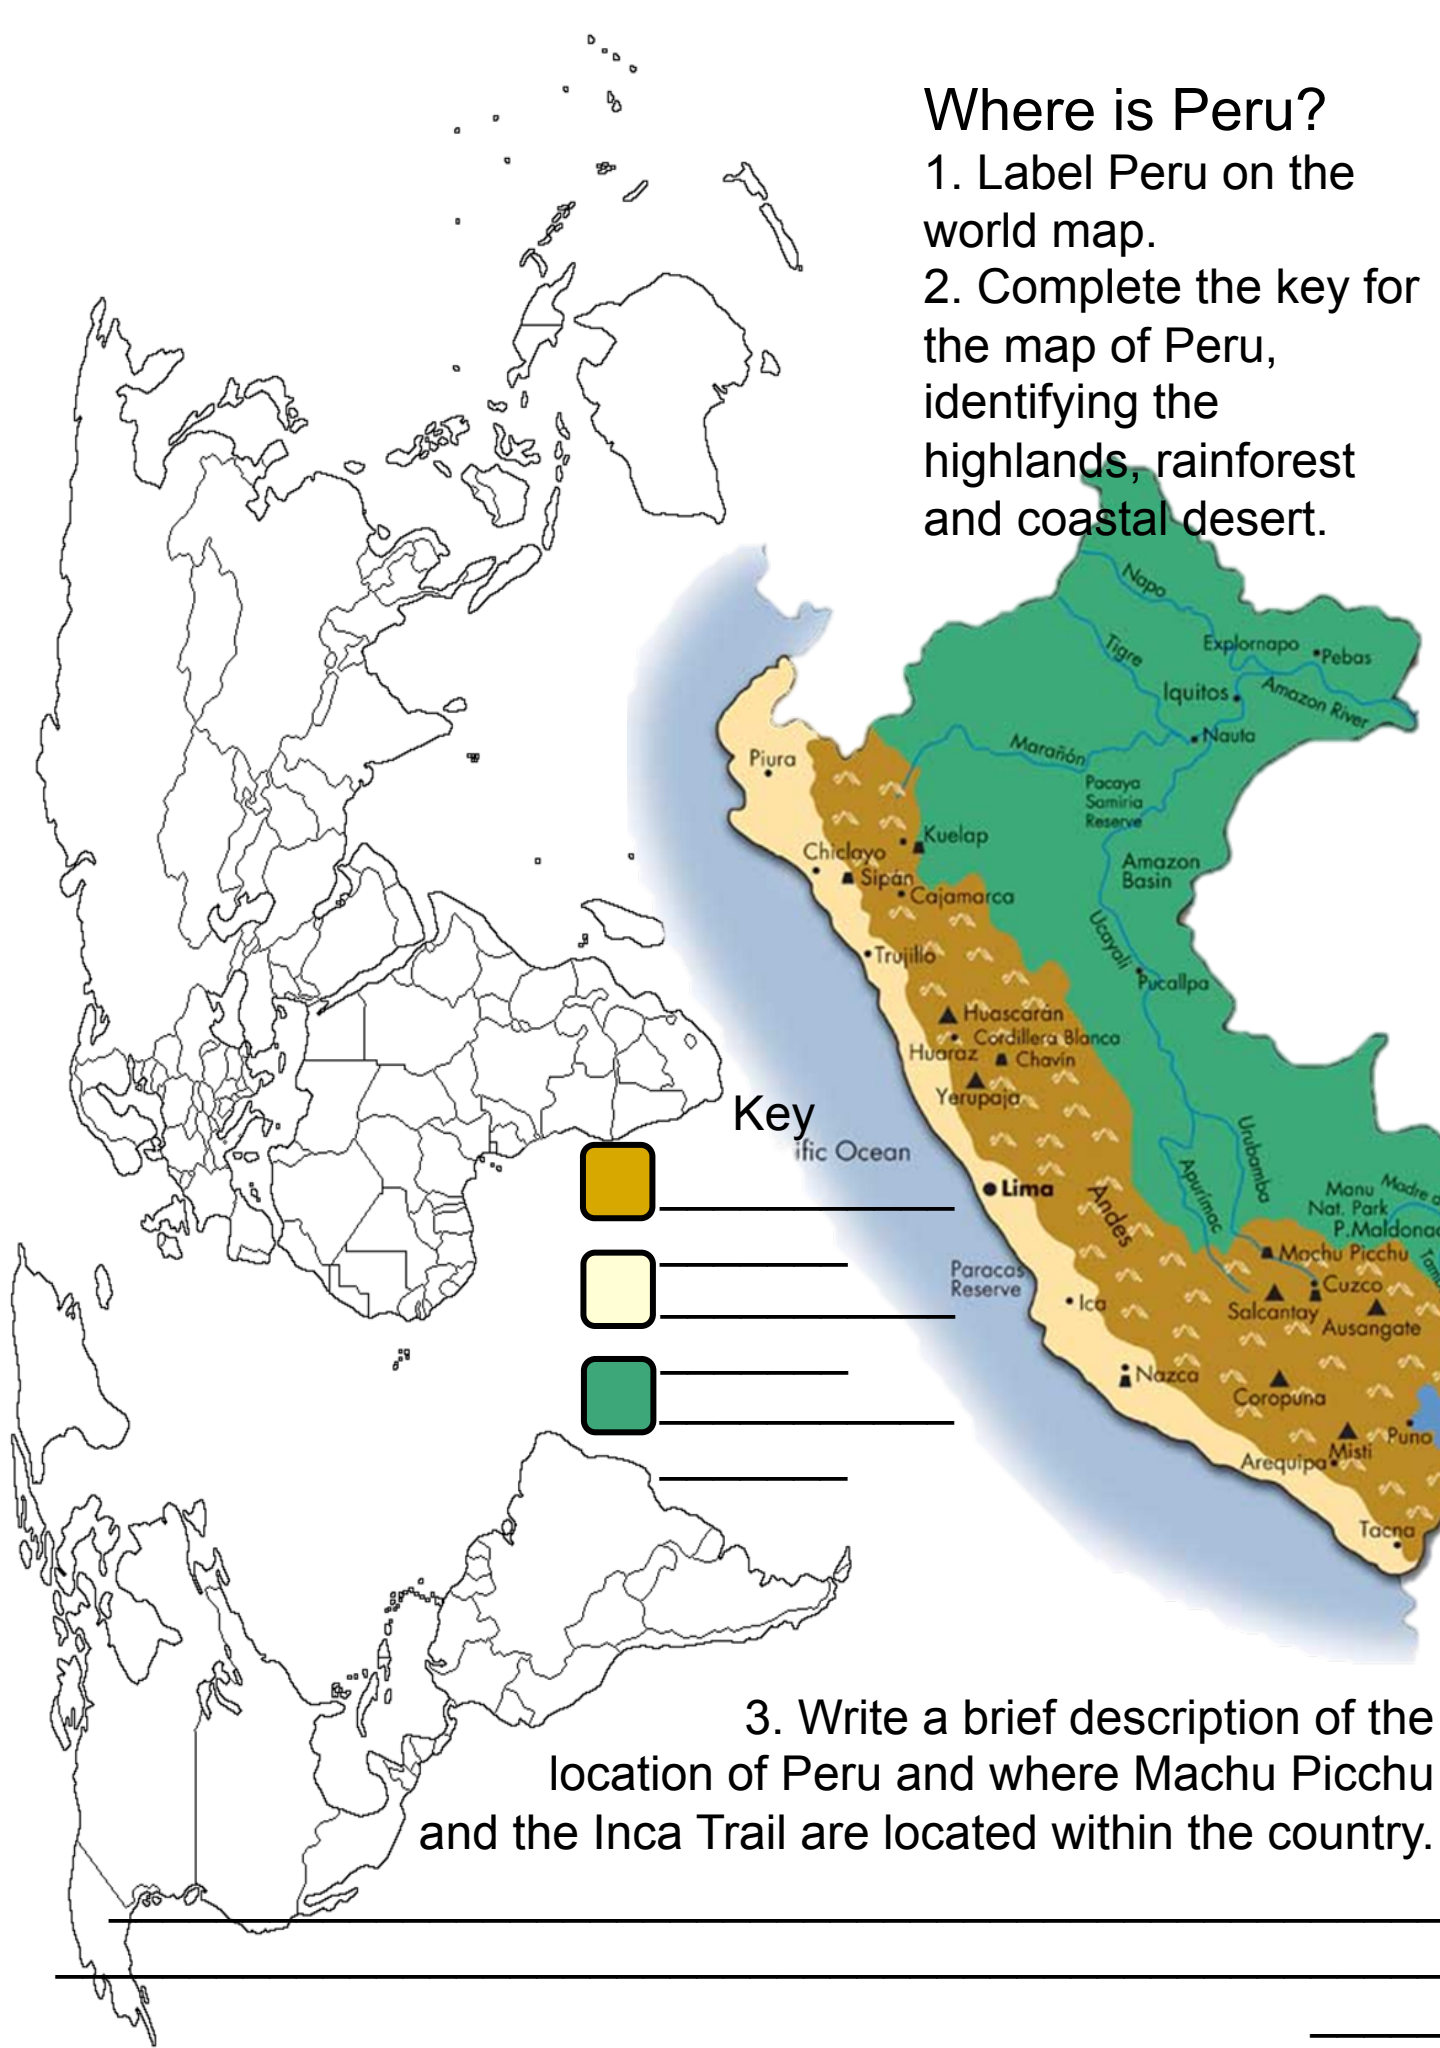 Where is Peru?
1. Label Peru on the
world map.
2. Complete the key for
the map of Peru,
identifying the
highlands, rainforest
and coastal desert.
Napo
Tigre
Explornapo
Pebas
Iquitos
Amazon River
Nauta
Marañón
Piura
Pacaya
Samiria
Reserve
Kuelap
Chiclayo
Sipán
Cajamarca
Amazon
Basin
Ucayali
Trujillo
Pucallpa
Huascarán
Cordillera Blanca
Huaraz
Chavín
Yerupaja
Key
ific Ocean
Lima
Andes
Apurímac
Urubamba
Manu
Nat. Park
Madre d
P.Maldonad
Machu Picchu
Tam
Paracas
Reserve
Ica
Cuzco
Salcantay
Ausangate
Nazca
Coropuna
Puno
Misti
Arequipa
Tacna
3. Write a brief description of the
location of Peru and where Machu Picchu
and the Inca Trail are located within the country.